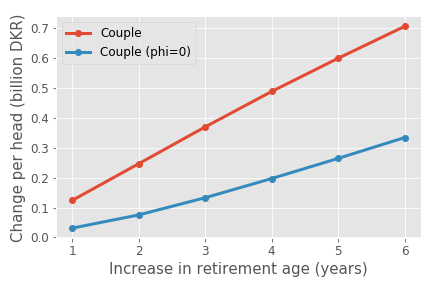 Change per head (billion DKR)
0.7
0.6
0.5
0.4
0.3
0.2
0.1
0.0
Couple
Couple (phi=0)
1 2 3 4 5 6
Increase in retirement age (years)